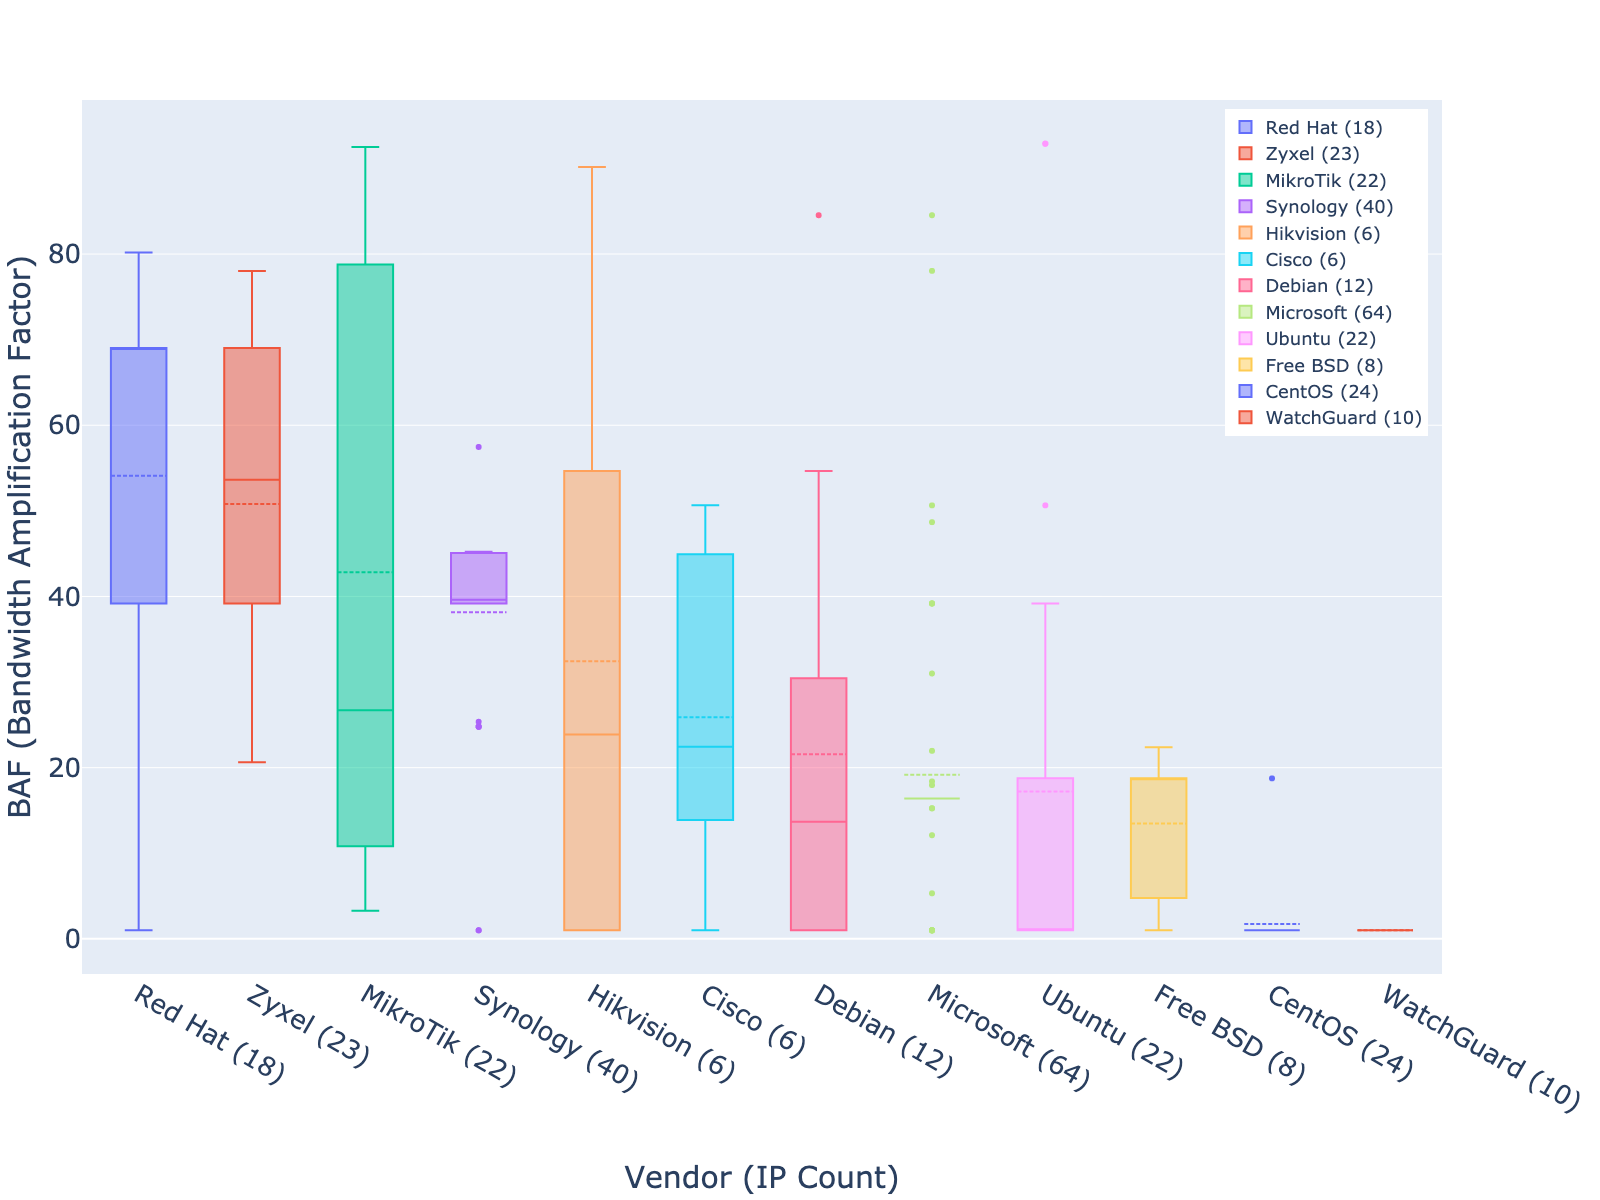 Red Hat (18)
Zyxel (23)
MikroTik (22)
Synology (40)
Hikvision (6)
Cisco (6)
Debian (12)
Microsoft (64)
Ubuntu (22)
Free BSD (8)
CentOS (24)
WatchGuard (10)
BAF (Bandwidth Amplification Factor)
80
60
40
20
0
Red Hat (18)
Zyxel (23)
MikroTik (22)
Synology (40)
Hikvision (6)
Cisco (6)
Debian (12)
Microsoft (64)
Ubuntu (22)
Free BSD (8)
CentOS (24)
WatchGuard (10)
Vendor (IP Count)